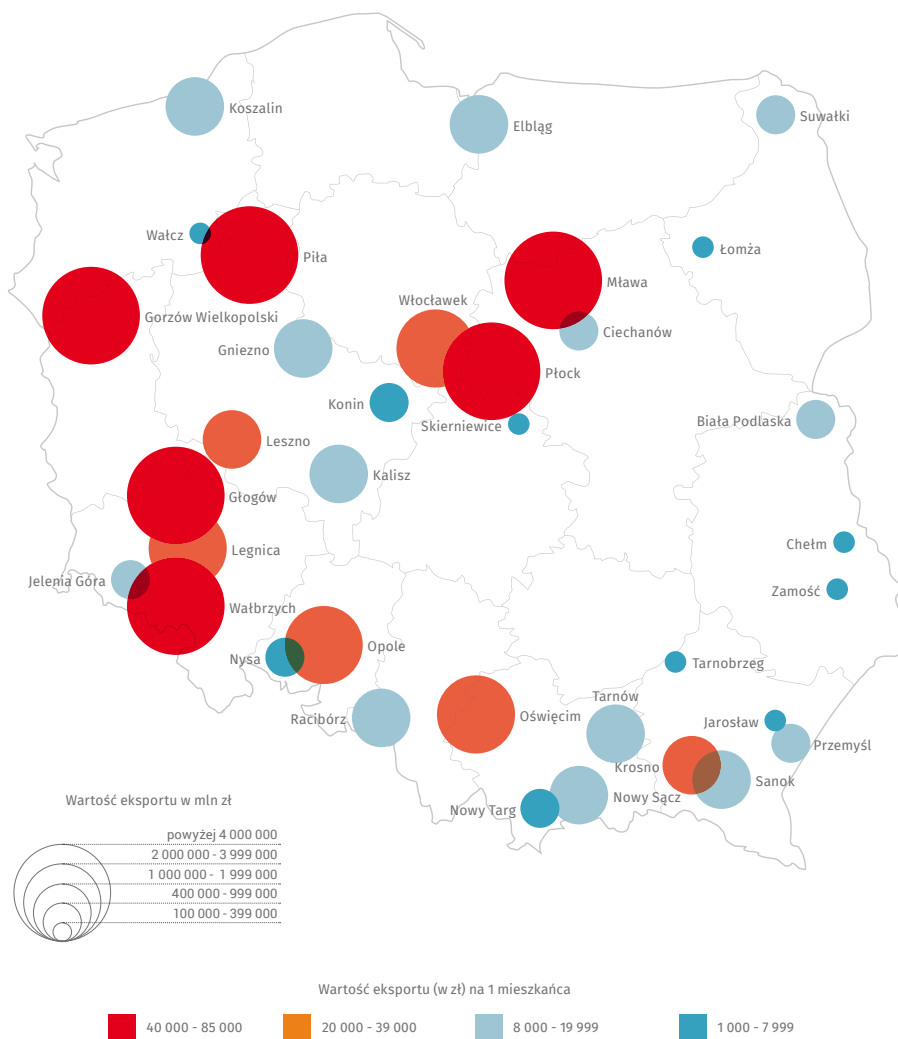 Koszalin
Elbląg
Suwałki
Wałcz
Piła
Łomża
Mława
Włocławek
Gorzów Wielkopolski
Ciechanów
Gniezno
Płock
Konin
Skierniewice
Biała Podlaska
Leszno
Kalisz
Głogów
Chełm
Legnica
Jelenia Góra
Zamość
Wałbrzych
Opole
Nysa
Tarnobrzeg
Tarnów
Racibórz
Oświęcim
Jarosław
Przemyśl
Krosno
Sanok
Nowy Sącz
Nowy Targ
Wartość eksportu w mln zł
powyżej 4 000 000
2 000 000 - 3 999 000
1 000 000 - 1 999 000
400 000 - 999 000
100 000 - 399 000
Wartość eksportu (w zł) na 1 mieszkańca
40 000 - 85 000
20 000 - 39 000
8 000 - 19 999
1 000 - 7 999